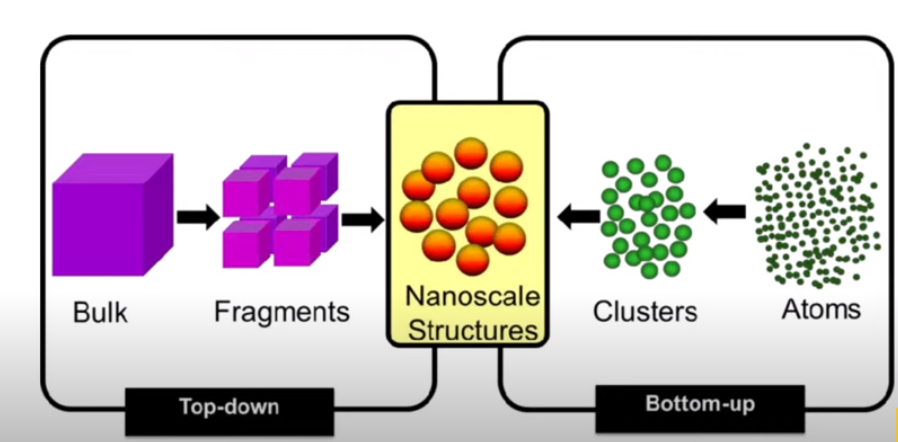 Bulk
Fragments
Nanoscale
Structures
Clusters
Atoms
Top-down
Bottom-up